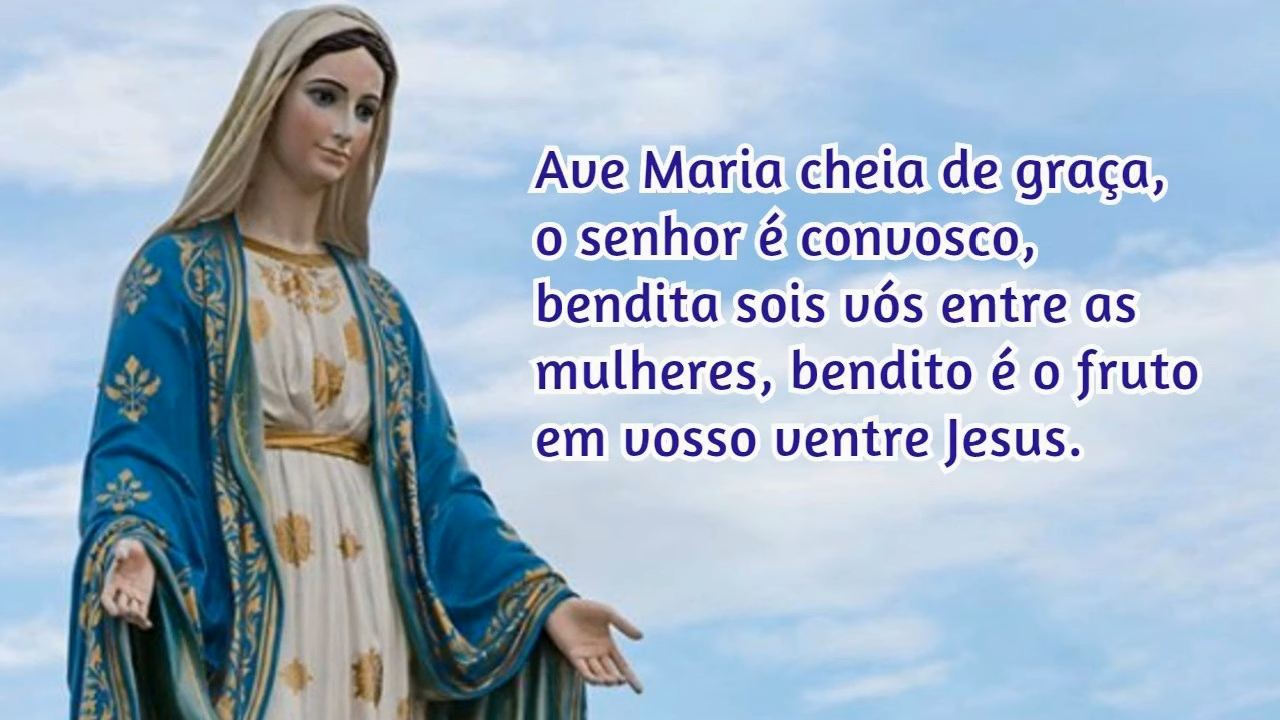 Ave Maria cheia de graça,
o senhor é convosco,
bendita sois vós entre as
mulheres, bendito é o fruto
em vosso ventre Jesus.